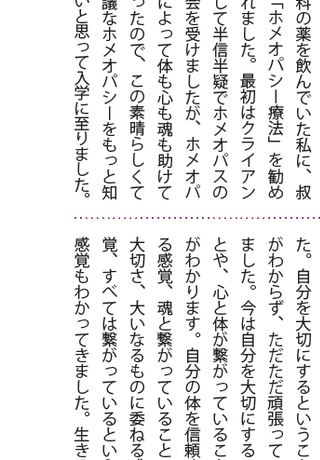 科の薬を飲んでいた私に、叔
「ホメオパシー療法」を勧め
れました。最初はクライアン
して半信半疑でホメオパスの
会を受けましたが、ホメオパ
によって体も心も魂も助けて
ったので、この素晴らしくて
議なホメオパシーをもっと知
いと思って入学に至りました。
た。自分を大切にするというこ
がわからず、ただただ頑張って
ました。今は自分を大切にする
とや、心と体が繋がっているこ
がわかります。自分の体を信頼
る感覚、魂と繋がっていること
大切さ、大いなるものに委ねる
覚、すべては繋がっているとい
感覚もわかってきました。生き